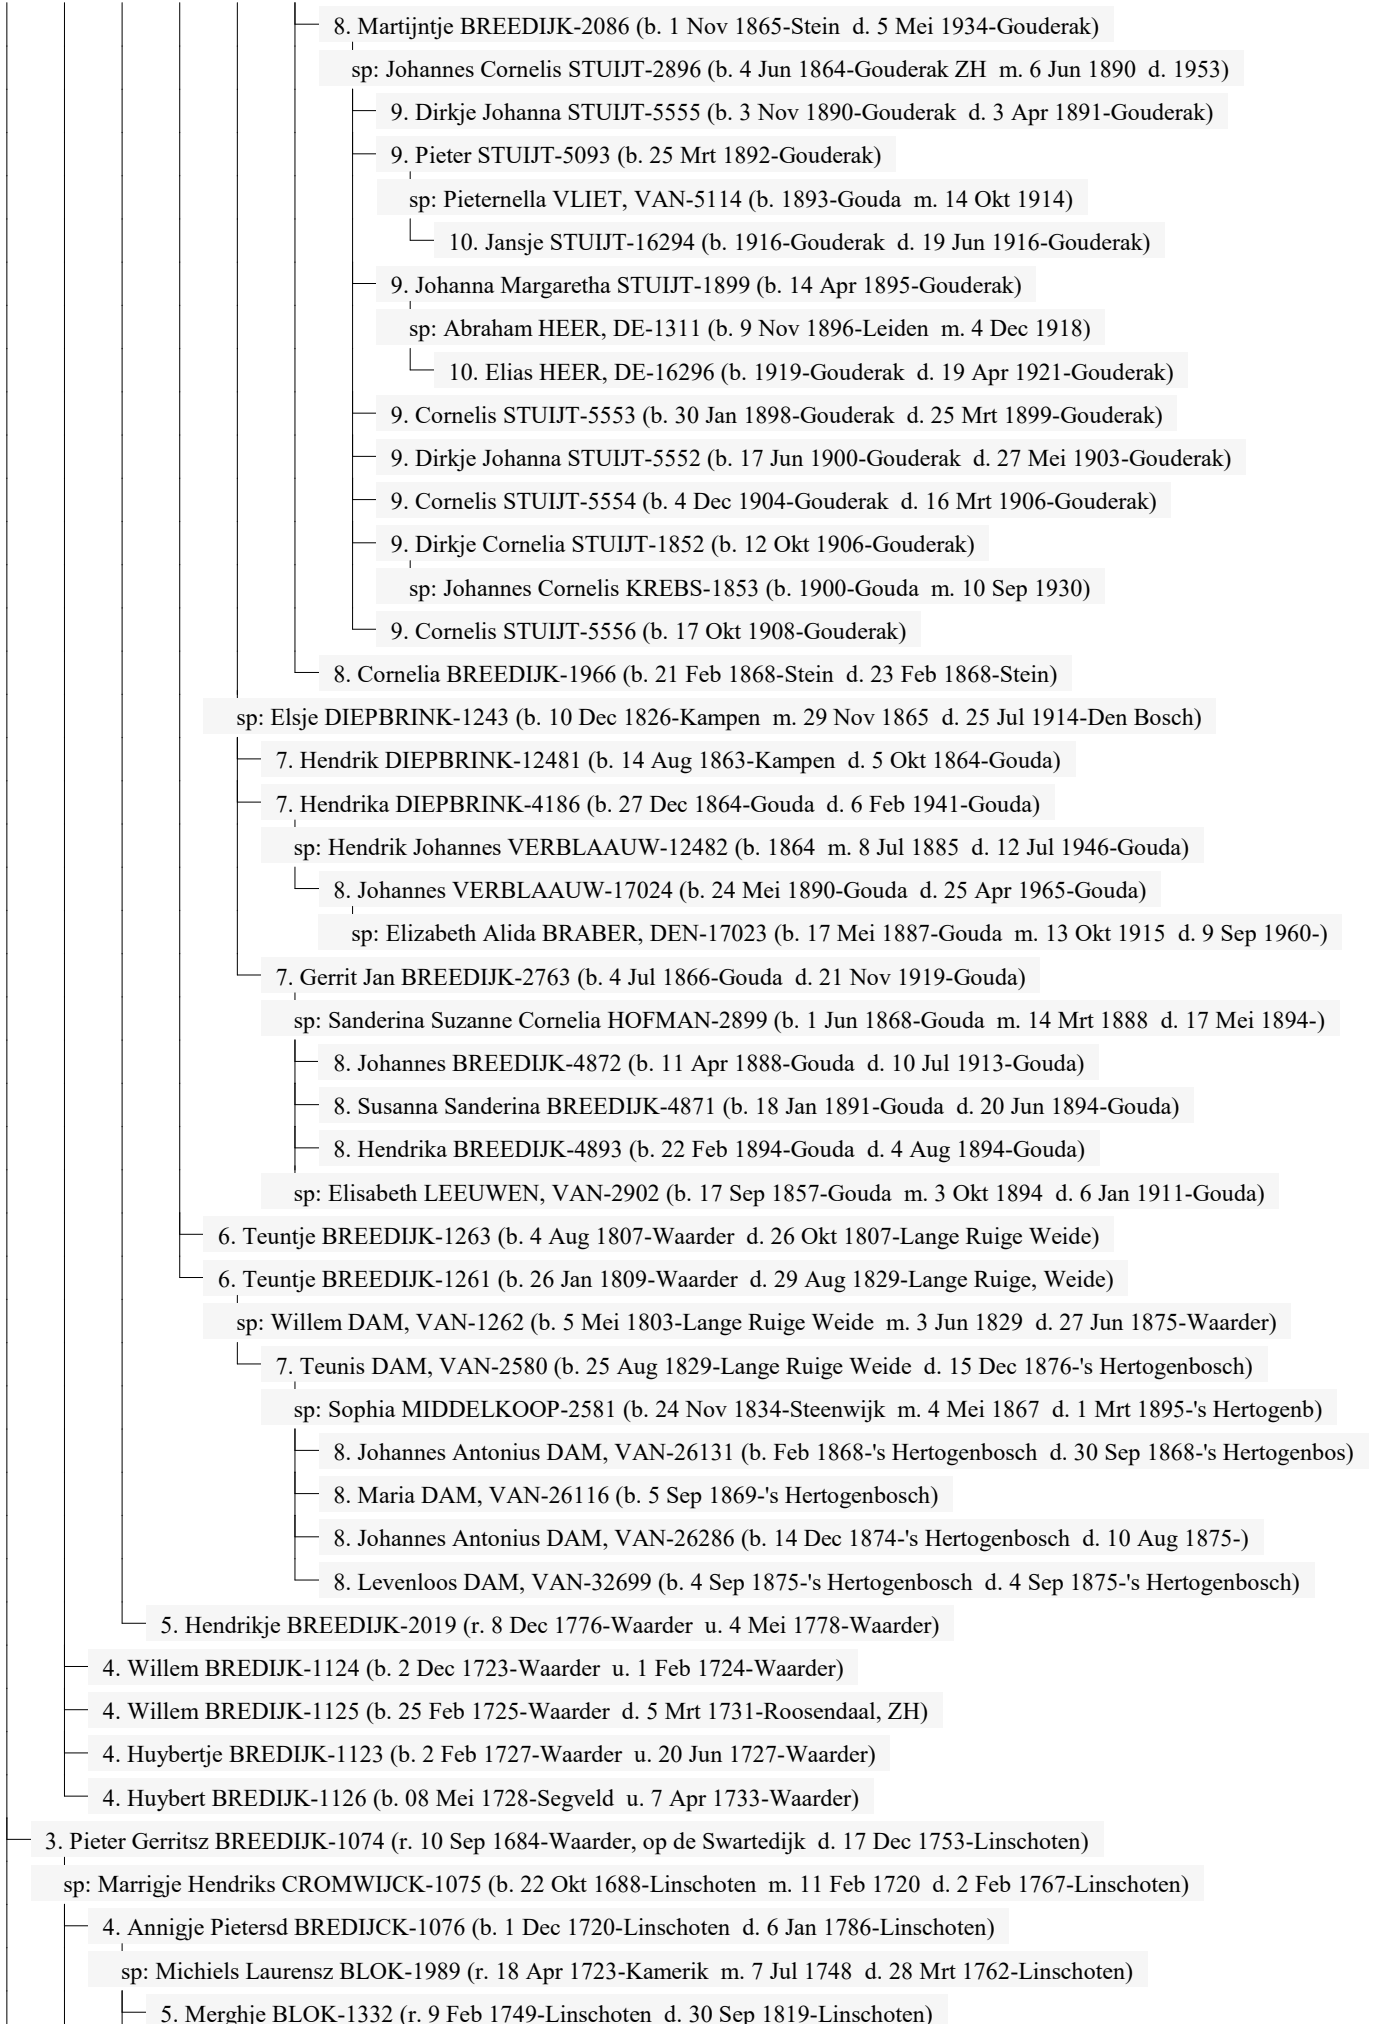 8. Martijntje BREEDIJK-2086 (b. 1 Nov 1865-Stein d. 5 Mei 1934-Gouderak)
sp: Johannes Cornelis STUIJT-2896 (b. 4 Jun 1864-Gouderak ZH m. 6 Jun 1890 d. 1953)
9. Dirkje Johanna STUIJT-5555 (b. 3 Nov 1890-Gouderak d. 3 Apr 1891-Gouderak)
9. Pieter STUIJT-5093 (b. 25 Mrt 1892-Gouderak)
sp: Pieternella VLIET, VAN-5114 (b. 1893-Gouda m. 14 Okt 1914)
10. Jansje STUIJT-16294 (b. 1916-Gouderak d. 19 Jun 1916-Gouderak)
9. Johanna Margaretha STUIJT-1899 (b. 14 Apr 1895-Gouderak)
sp: Abraham HEER, DE-1311 (b. 9 Nov 1896-Leiden m. 4 Dec 1918)
10. Elias HEER, DE-16296 (b. 1919-Gouderak d. 19 Apr 1921-Gouderak)
9. Cornelis STUIJT-5553 (b. 30 Jan 1898-Gouderak d. 25 Mrt 1899-Gouderak)
9. Dirkje Johanna STUIJT-5552 (b. 17 Jun 1900-Gouderak d. 27 Mei 1903-Gouderak)
9. Cornelis STUIJT-5554 (b. 4 Dec 1904-Gouderak d. 16 Mrt 1906-Gouderak)
9. Dirkje Cornelia STUIJT-1852 (b. 12 Okt 1906-Gouderak)
sp: Johannes Cornelis KREBS-1853 (b. 1900-Gouda m. 10 Sep 1930)
9. Cornelis STUIJT-5556 (b. 17 Okt 1908-Gouderak)
8. Cornelia BREEDIJK-1966 (b. 21 Feb 1868-Stein d. 23 Feb 1868-Stein)
sp: Elsje DIEPBRINK-1243 (b. 10 Dec 1826-Kampen m. 29 Nov 1865 d. 25 Jul 1914-Den Bosch)
7. Hendrik DIEPBRINK-12481 (b. 14 Aug 1863-Kampen d. 5 Okt 1864-Gouda)
7. Hendrika DIEPBRINK-4186 (b. 27 Dec 1864-Gouda d. 6 Feb 1941-Gouda)
sp: Hendrik Johannes VERBLAAUW-12482 (b. 1864 m. 8 Jul 1885 d. 12 Jul 1946-Gouda)
8. Johannes VERBLAAUW-17024 (b. 24 Mei 1890-Gouda d. 25 Apr 1965-Gouda)
sp: Elizabeth Alida BRABER, DEN-17023 (b. 17 Mei 1887-Gouda m. 13 Okt 1915 d. 9 Sep 1960-)
7. Gerrit Jan BREEDIJK-2763 (b. 4 Jul 1866-Gouda d. 21 Nov 1919-Gouda)
sp: Sanderina Suzanne Cornelia HOFMAN-2899 (b. 1 Jun 1868-Gouda m. 14 Mrt 1888 d. 17 Mei 1894-)
8. Johannes BREEDIJK-4872 (b. 11 Apr 1888-Gouda d. 10 Jul 1913-Gouda)
8. Susanna Sanderina BREEDIJK-4871 (b. 18 Jan 1891-Gouda d. 20 Jun 1894-Gouda)
8. Hendrika BREEDIJK-4893 (b. 22 Feb 1894-Gouda d. 4 Aug 1894-Gouda)
sp: Elisabeth LEEUWEN, VAN-2902 (b. 17 Sep 1857-Gouda m. 3 Okt 1894 d. 6 Jan 1911-Gouda)
6. Teuntje BREEDIJK-1263 (b. 4 Aug 1807-Waarder d. 26 Okt 1807-Lange Ruige Weide)
6. Teuntje BREEDIJK-1261 (b. 26 Jan 1809-Waarder d. 29 Aug 1829-Lange Ruige, Weide)
sp: Willem DAM, VAN-1262 (b. 5 Mei 1803-Lange Ruige Weide m. 3 Jun 1829 d. 27 Jun 1875-Waarder)
7. Teunis DAM, VAN-2580 (b. 25 Aug 1829-Lange Ruige Weide d. 15 Dec 1876-'s Hertogenbosch)
sp: Sophia MIDDELKOOP-2581 (b. 24 Nov 1834-Steenwijk m. 4 Mei 1867 d. 1 Mrt 1895-'s Hertogenb)
8. Johannes Antonius DAM, VAN-26131 (b. Feb 1868-'s Hertogenbosch d. 30 Sep 1868-'s Hertogenbos)
8. Maria DAM, VAN-26116 (b. 5 Sep 1869-'s Hertogenbosch)
8. Johannes Antonius DAM, VAN-26286 (b. 14 Dec 1874-'s Hertogenbosch d. 10 Aug 1875-)
8. Levenloos DAM, VAN-32699 (b. 4 Sep 1875-'s Hertogenbosch d. 4 Sep 1875-'s Hertogenbosch)
5. Hendrikje BREEDIJK-2019 (r. 8 Dec 1776-Waarder u. 4 Mei 1778-Waarder)
4. Willem BREDIJK-1124 (b. 2 Dec 1723-Waarder u. 1 Feb 1724-Waarder)
4. Willem BREDIJK-1125 (b. 25 Feb 1725-Waarder d. 5 Mrt 1731-Roosendaal, ZH)
4. Huybertje BREDIJK-1123 (b. 2 Feb 1727-Waarder u. 20 Jun 1727-Waarder)
4. Huybert BREDIJK-1126 (b. 08 Mei 1728-Segveld u. 7 Apr 1733-Waarder)
3. Pieter Gerritsz BREEDIJK-1074 (r. 10 Sep 1684-Waarder, op de Swartedijk d. 17 Dec 1753-Linschoten)
sp: Marrigje Hendriks CROMWIJCK-1075 (b. 22 Okt 1688-Linschoten m. 11 Feb 1720 d. 2 Feb 1767-Linschoten)
4. Annigje Pietersd BREDIJCK-1076 (b. 1 Dec 1720-Linschoten d. 6 Jan 1786-Linschoten)
sp: Michiels Laurensz BLOK-1989 (r. 18 Apr 1723-Kamerik m. 7 Jul 1748 d. 28 Mrt 1762-Linschoten)
5. Merghje BLOK-1332 (r. 9 Feb 1749-Linschoten d. 30 Sep 1819-Linschoten)